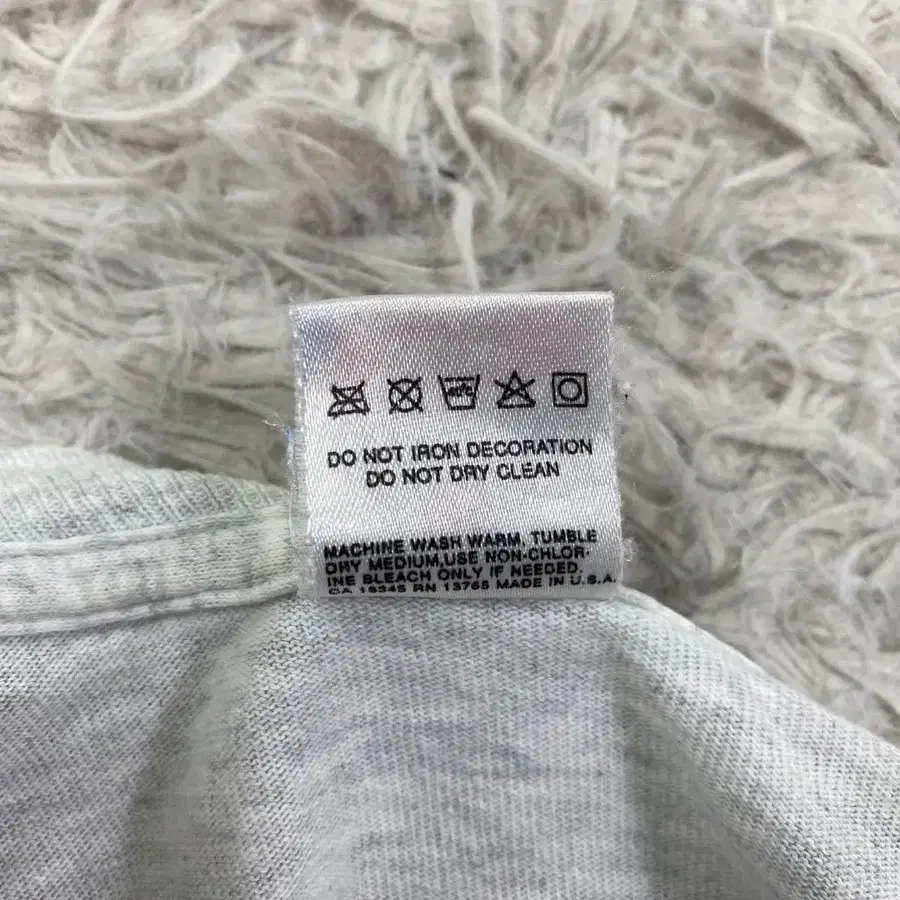 DO NOT IRON DECORATION
DO NOT DRY CLEAN
MACHINE WASH WARM, TUMBLE
DRY MEDIUM,USE NON-CHLOR-
INE BLEACH ONLY IF NEEDED.
CA 18345 RN 13765 MADE IN U.S.A.